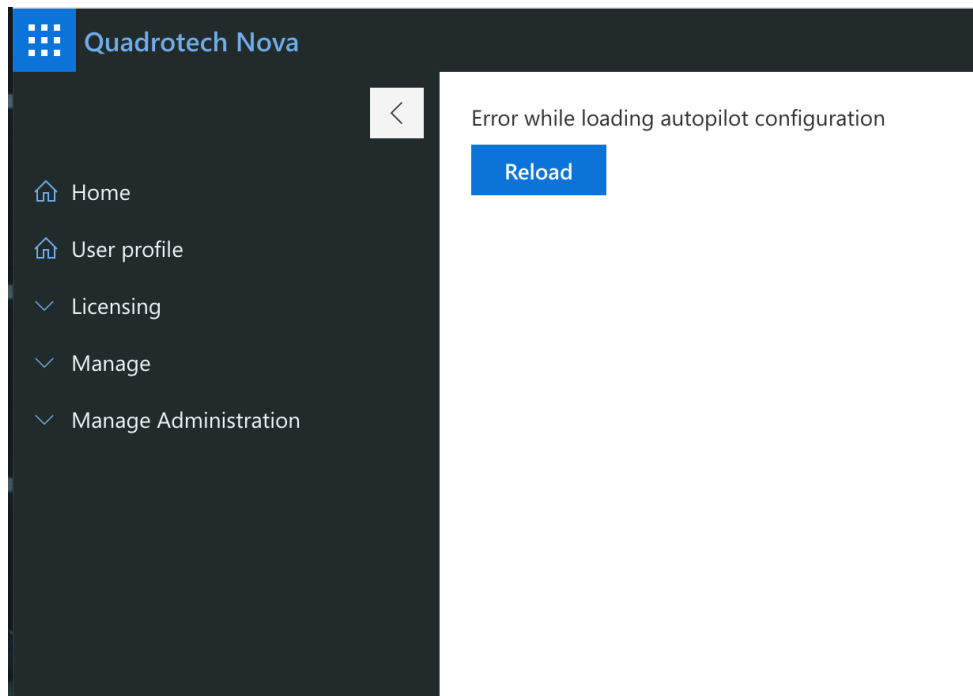 Quadrotech Nova
Error while loading autopilot configuration
Reload
Home
User profile
Licensing
Manage
Manage Administration